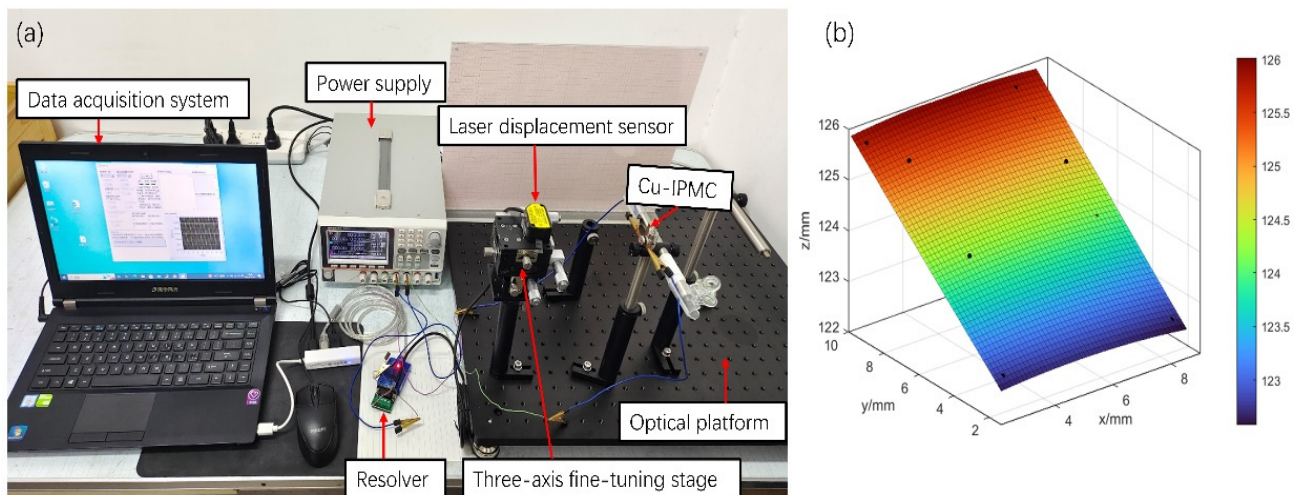 (a)
Power supply
Data acquisition system
Laser displacement sensor
Cu-IPMC
Optical platform
Resolver
Three-axis fine-tuning stage
(b)
126
125
124
123
122
z/mm
10
8
6
4
2
y/mm
4
6
8
x/mm
126
125.5
125
124.5
124
123.5
123